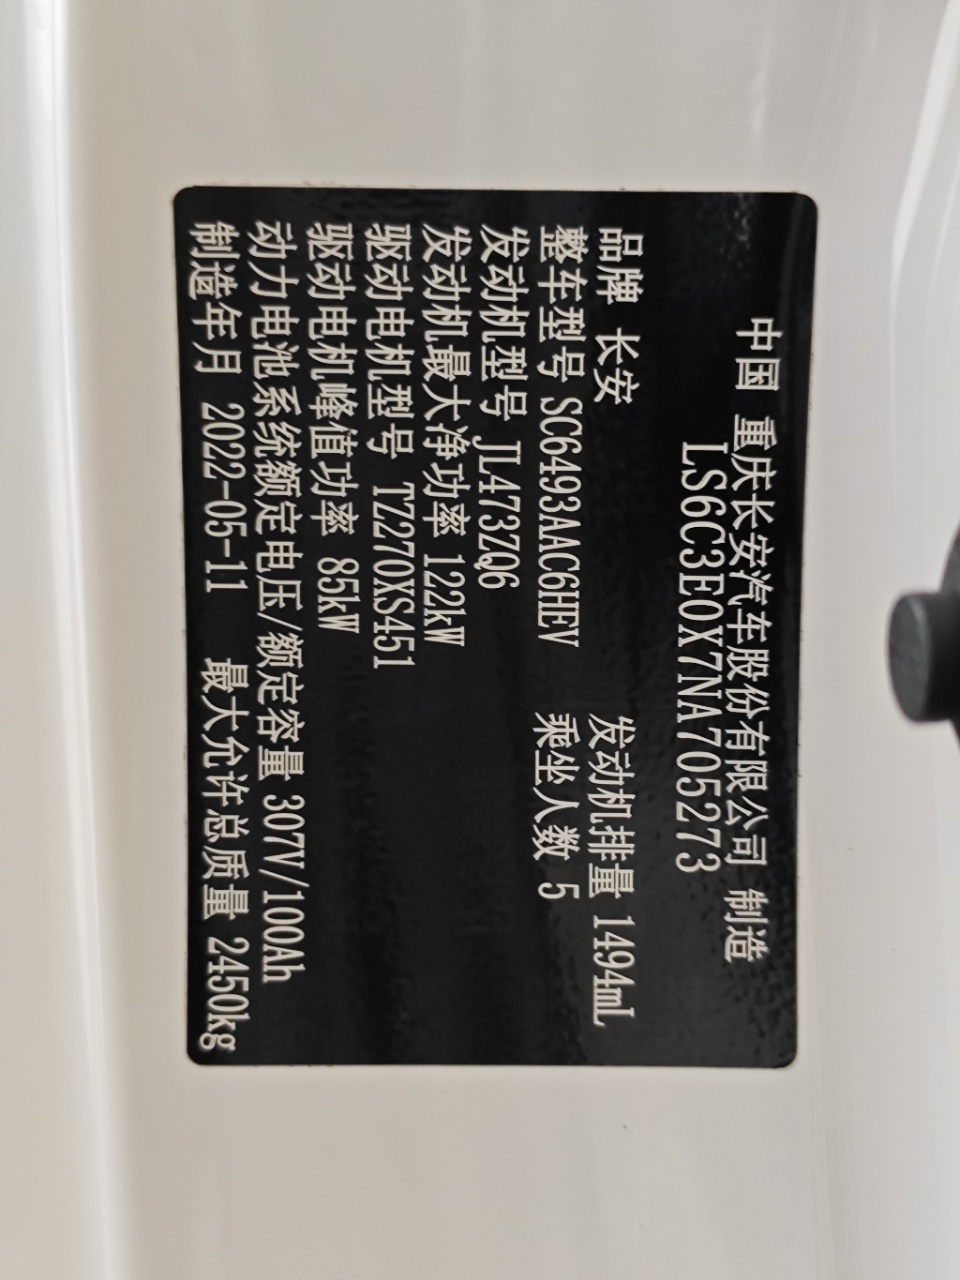 中国 重庆长安汽车股份有限公司 制造
LS6C3E0X7NA705273
品牌 长安 发动机排量 1494mL
整车型号 SC6493AAC6HEV 乘坐人数 5
发动机型号 JL473ZQ6
发动机最大净功率 122kW
驱动电机型号 TZ270XS451
驱动电机峰值功率 85kW
动力电池系统额定电压/额定容量 307V/100Ah
制造年月 2022-05-11 最大允许总质量 2450kg